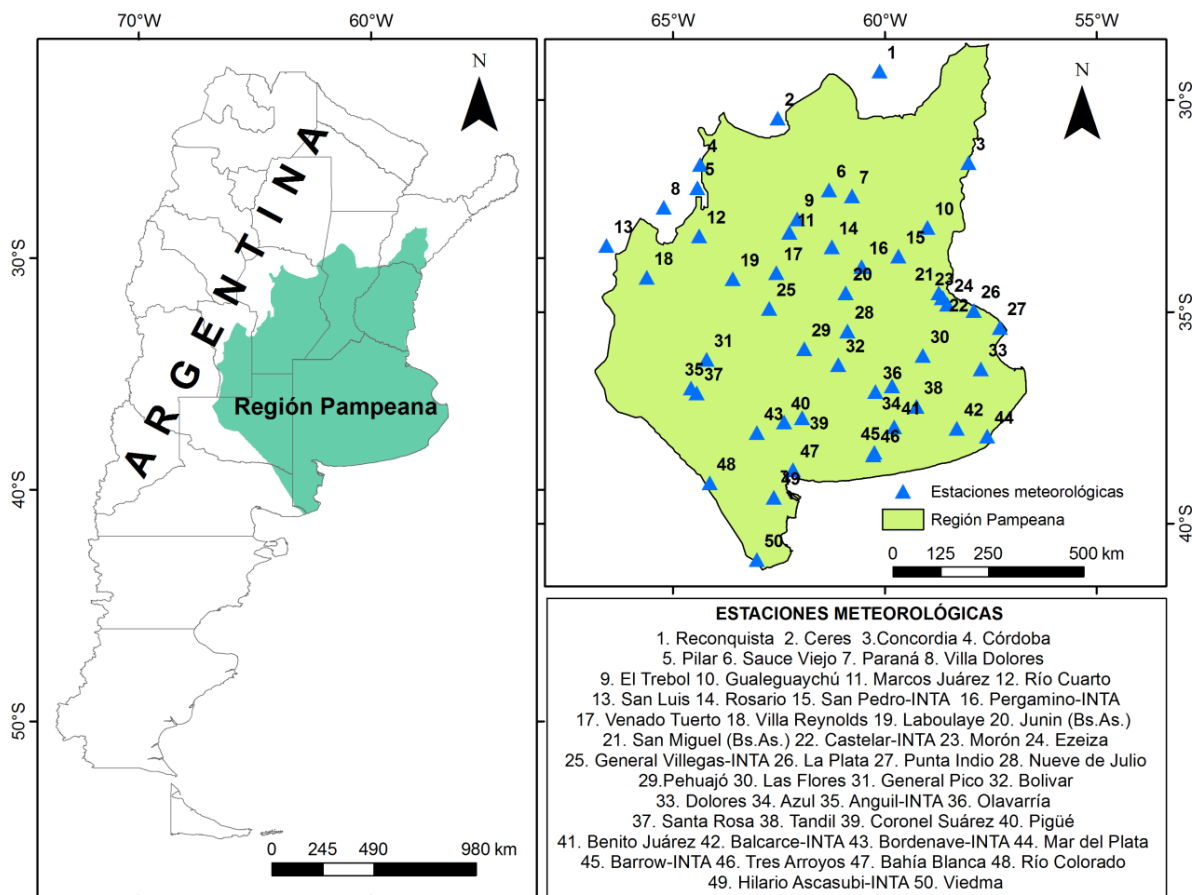 70°W
60°W
65°W
60°W
55°W
N
N
ARGENTINA
Región Pampeana
30°S
40°S
50°S
30°S
35°S
40°S
1
2
3
4
5
6
7
8
9
10
11
12
13
14
15
16
17
18
19
20
21
23
24
22
25
26
27
28
29
30
31
32
33
35
37
36
34
38
40
39
41
42
43
44
45
46
47
48
49
50
Estaciones meteorológicas
Región Pampeana
0 125 250 500 km
0 245 490 980 km
ESTACIONES METEOROLÓGICAS
1. Reconquista 2. Ceres 3.Concordia 4. Córdoba
5. Pilar 6. Sauce Viejo 7. Paraná 8. Villa Dolores
9. El Trebol 10. Gualeguaychú 11. Marcos Juárez 12. Río Cuarto
13. San Luis 14. Rosario 15. San Pedro-INTA 16. Pergamino-INTA
17. Venado Tuerto 18. Villa Reynolds 19. Laboulaye 20. Junin (Bs.As.)
21. San Miguel (Bs.As.) 22. Castelar-INTA 23. Morón 24. Ezeiza
25. General Villegas-INTA 26. La Plata 27. Punta Indio 28. Nueve de Julio
29.Pehuajó 30. Las Flores 31. General Pico 32. Bolivar
33. Dolores 34. Azul 35. Anguil-INTA 36. Olavarría
37. Santa Rosa 38. Tandil 39. Coronel Suárez 40. Pigüé
41. Benito Juárez 42. Balcarce-INTA 43. Bordenave-INTA 44. Mar del Plata
45. Barrow-INTA 46. Tres Arroyos 47. Bahía Blanca 48. Río Colorado
49. Hilario Ascasubi-INTA 50. Viedma